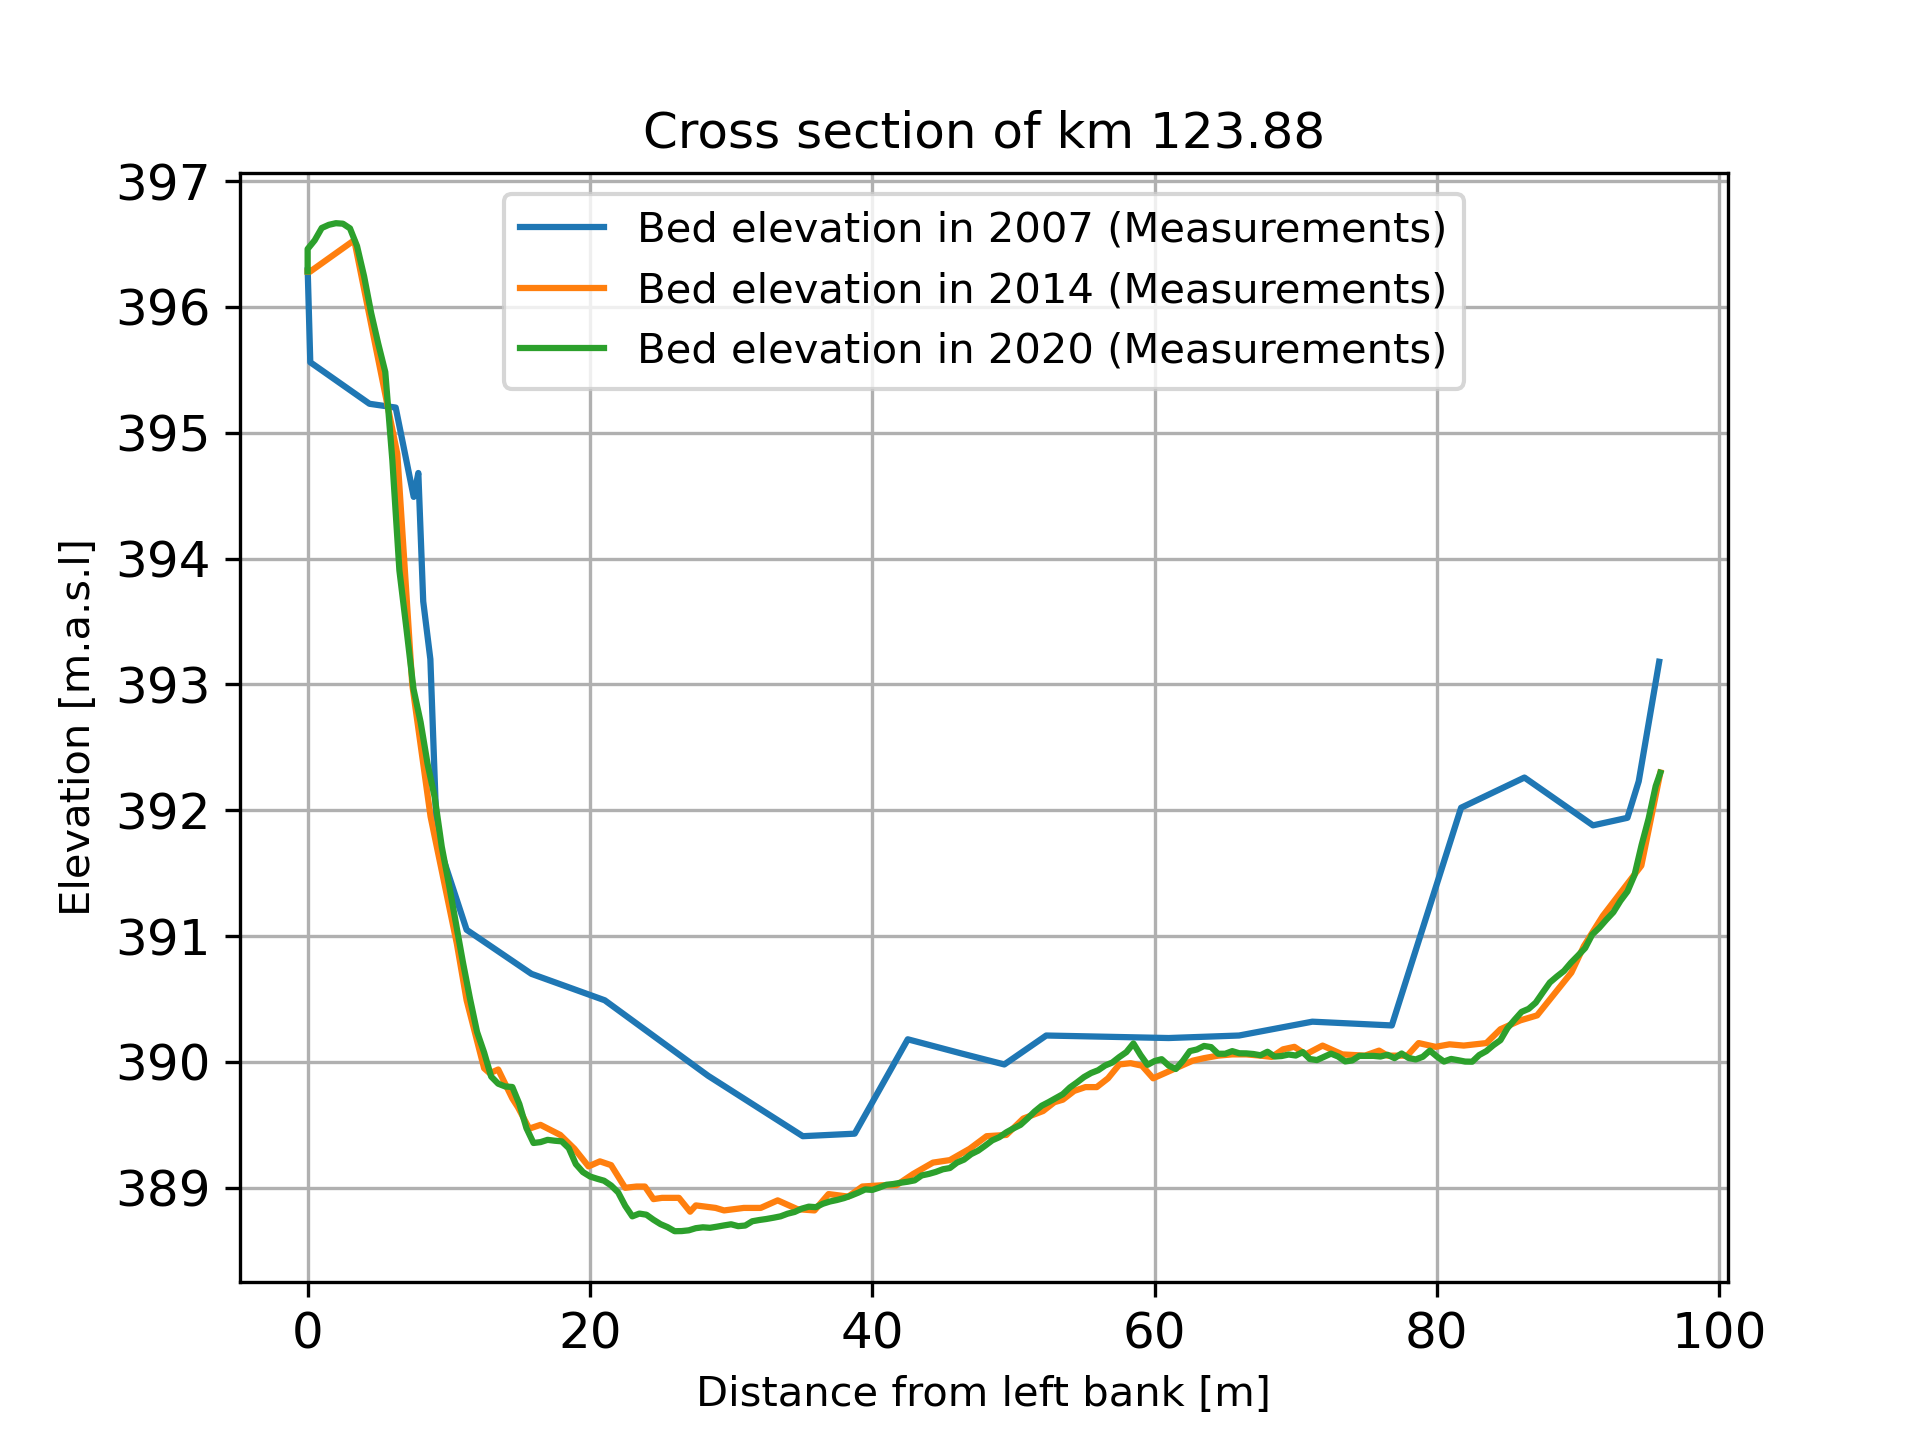 Cross section of km 123.88
397
396
395
394
393
392
391
390
389
Elevation [m.a.s.l]
Bed elevation in 2007 (Measurements)
Bed elevation in 2014 (Measurements)
Bed elevation in 2020 (Measurements)
0 20 40 60 80 100
Distance from left bank [m]